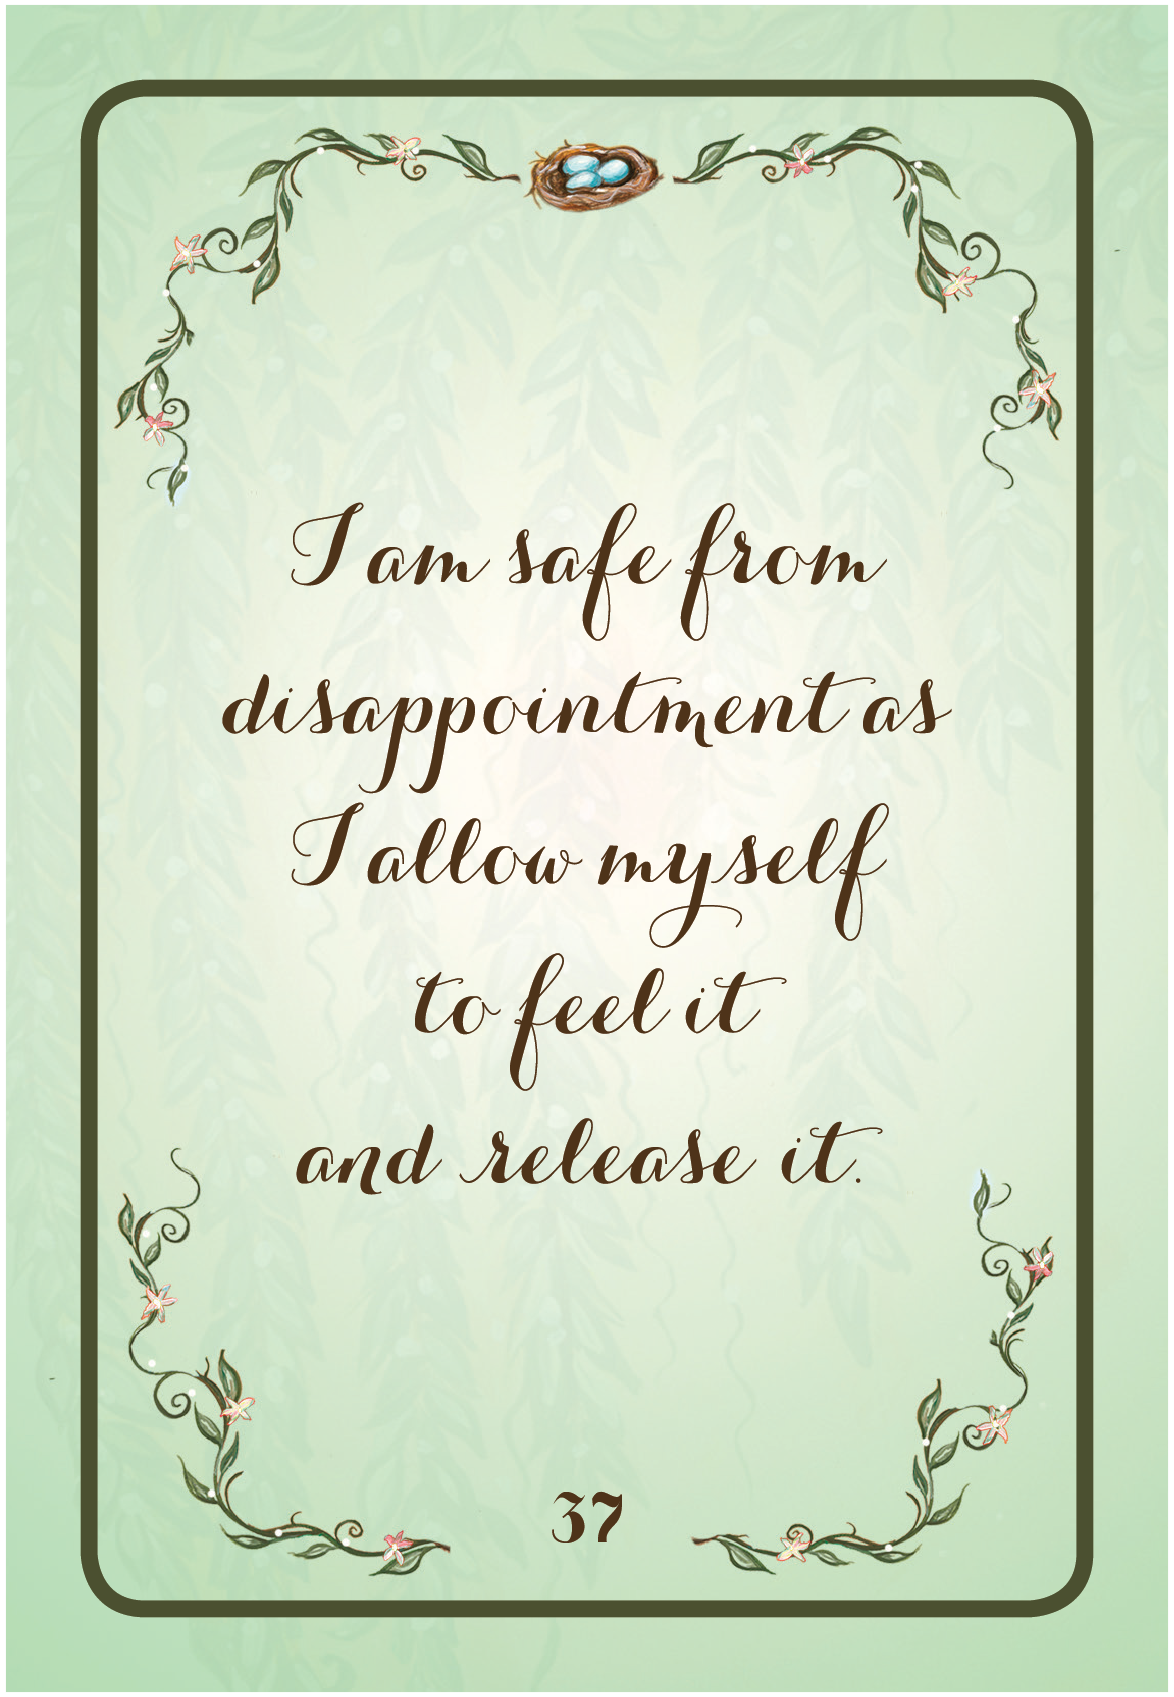 I am safe from
disappointment as
I allow myself
to feel it
and release it.
37